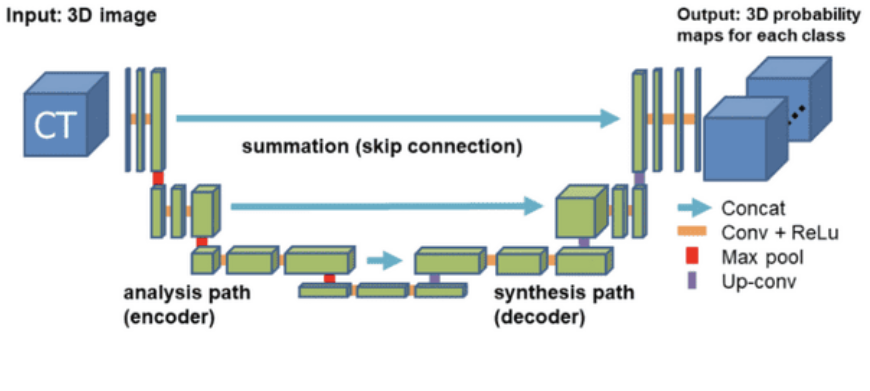 Input: 3D image
Output: 3D probability
maps for each class
CT
summation (skip connection)
Concat
Conv + ReLu
Max pool
Up-conv
analysis path
(encoder)
synthesis path
(decoder)